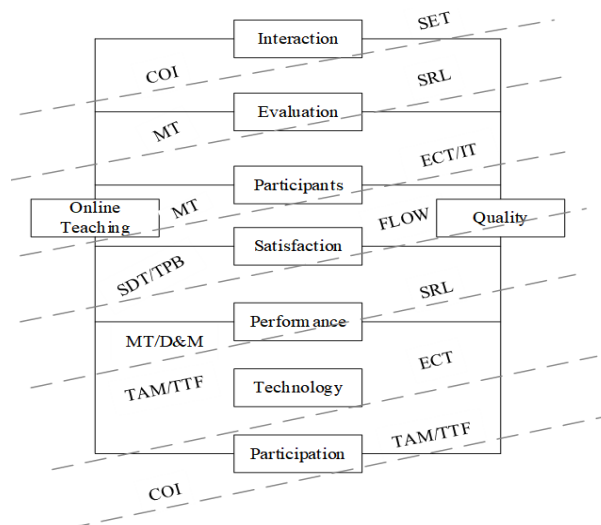 SET
Interaction
COI
SRL
Evaluation
MT
ECT/IT
Participants
Online
Teaching
MT
FLOW
Quality
Satisfaction
SDT/TPB
SRL
Performance
MT/D&M
ECT
TAM/TTF
Technology
TAM/TTF
Participation
COI